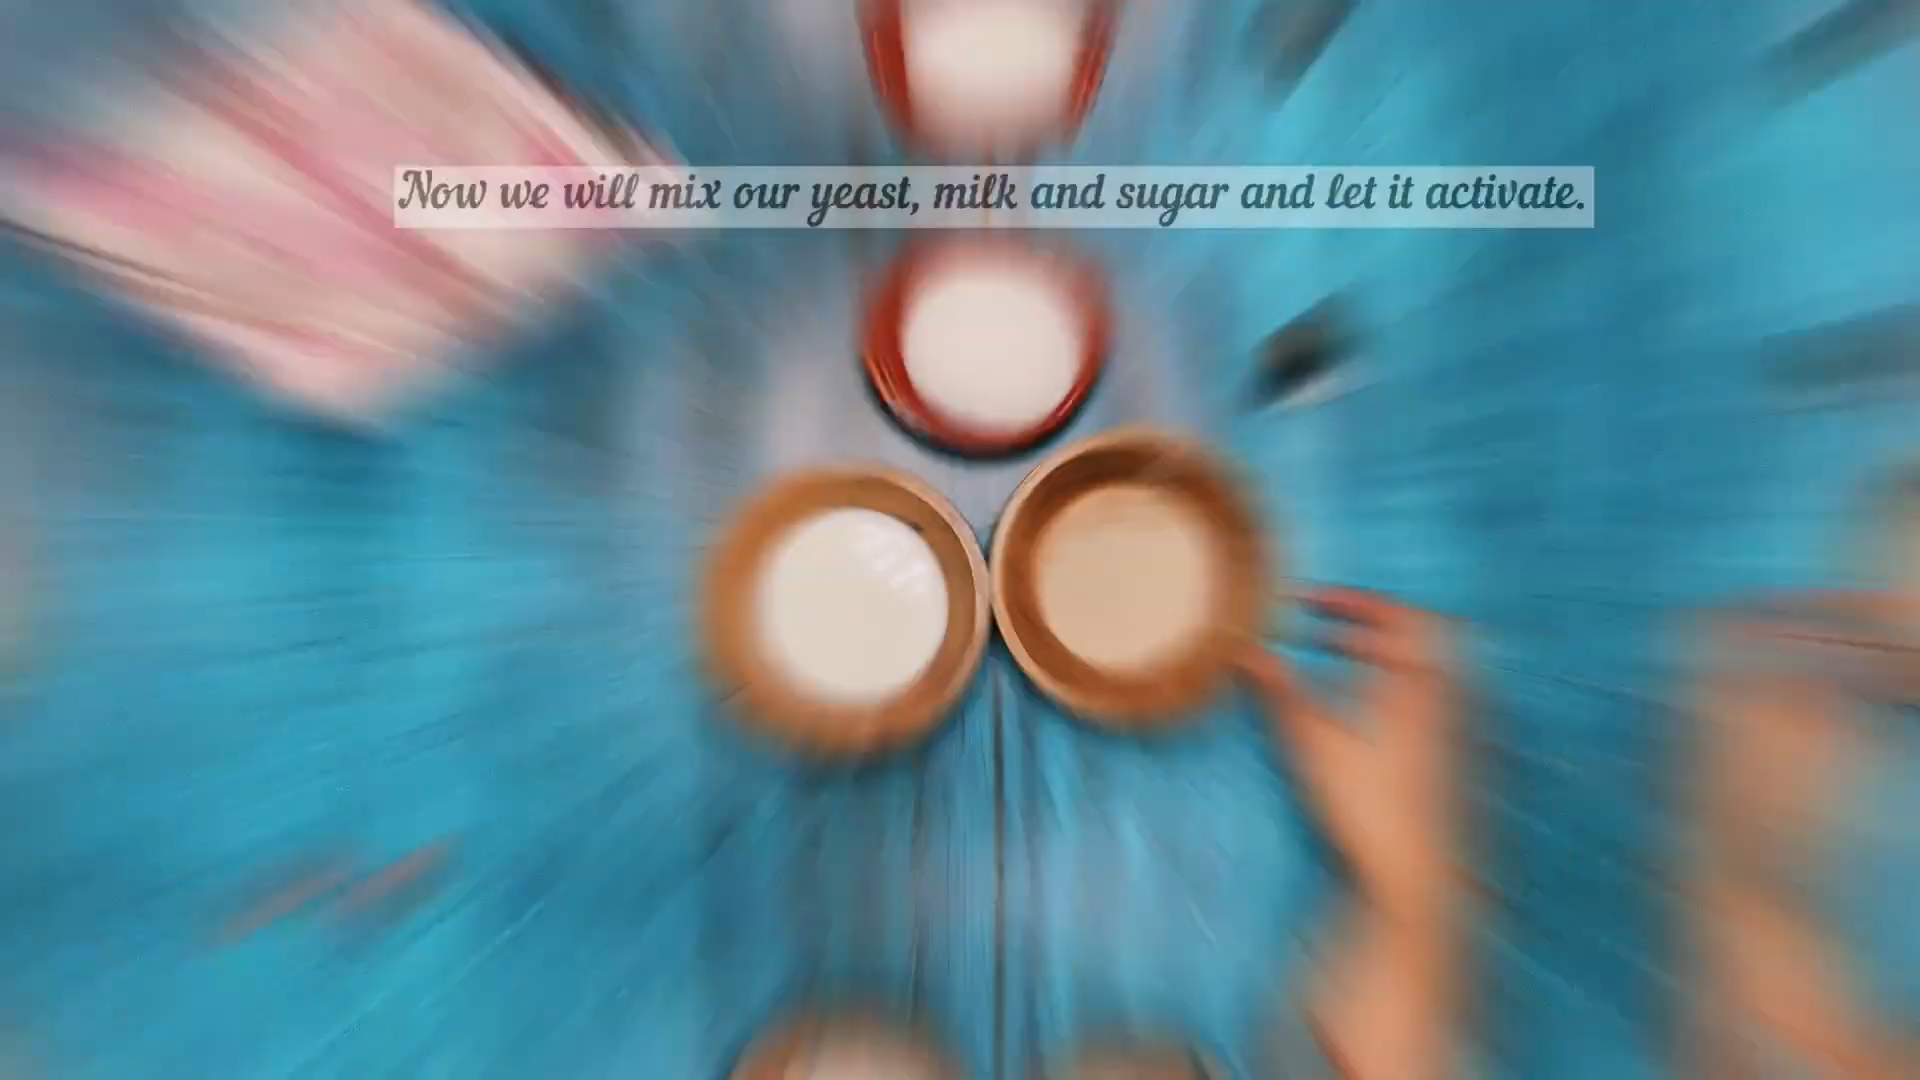 Now we will mix our yeast, milk and sugar and let it activate.